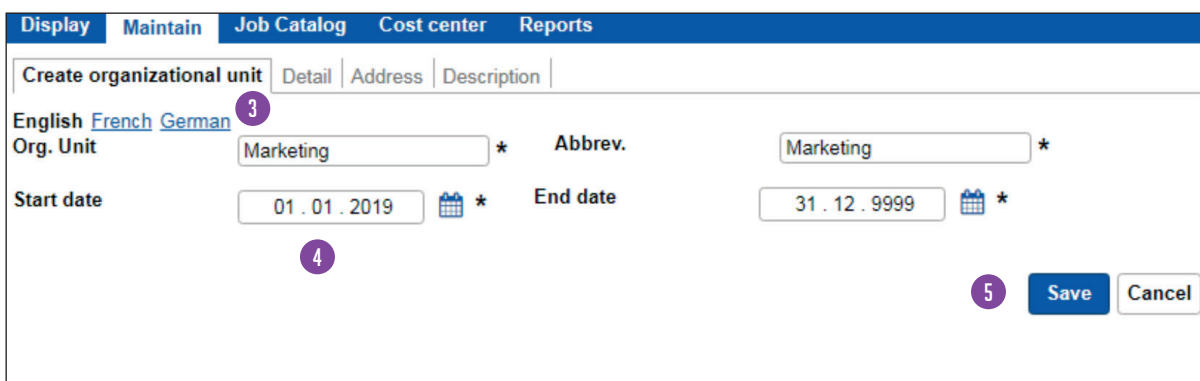 Display Maintain Job Catalog Cost center Reports
Create organizational unit Detail Address Description
3
English French German
Org. Unit Marketing * Abbrev. Marketing *
Start date 01 . 01 . 2019 * End date 31 . 12 . 9999 *
4
5 Save Cancel